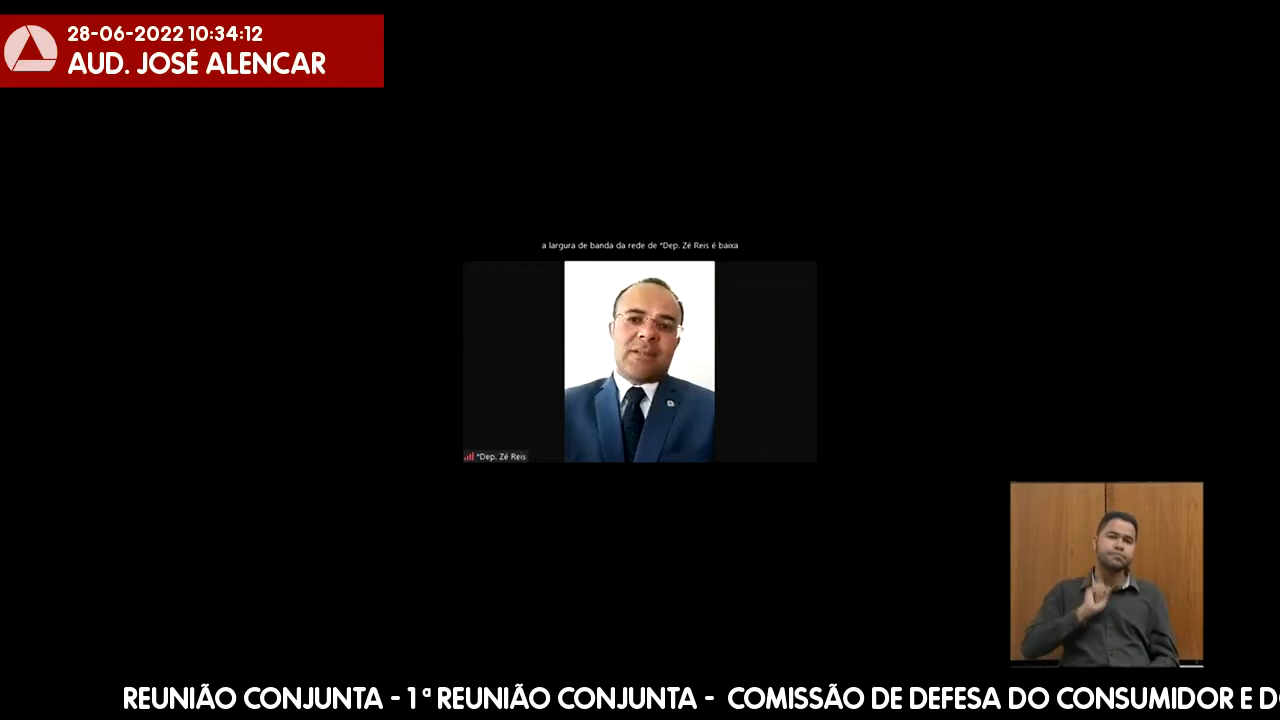 28-06-2022 10:34:12
AUD. JOSÉ ALENCAR
a largura de banda da rede de *Dep. Zé Reis é baixa
*Dep. Zé Reis
REUNIÃO CONJUNTA - 1ª REUNIÃO CONJUNTA - COMISSÃO DE DEFESA DO CONSUMIDOR E